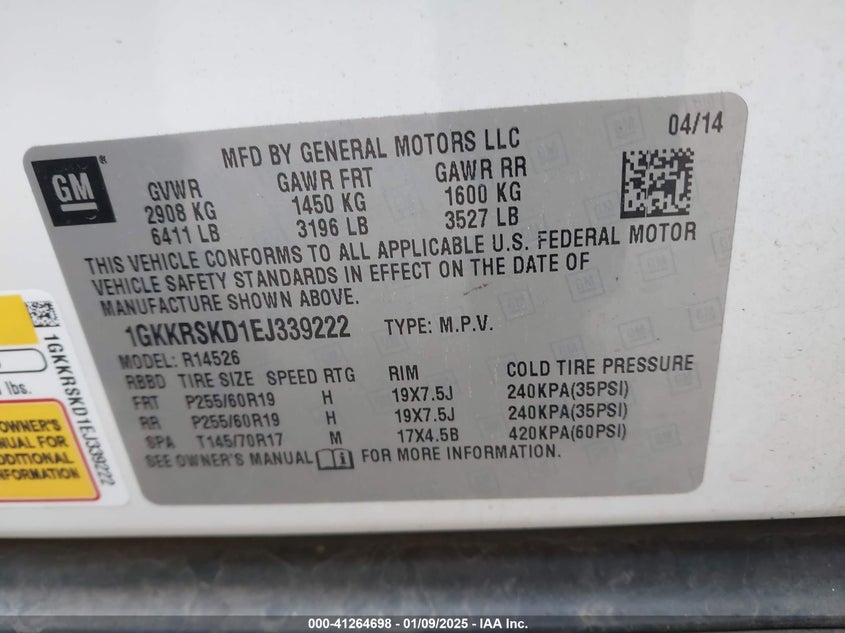 04/14
MFD BY GENERAL MOTORS LLC
GM
GVWR GAWR FRT GAWR RR
2908 KG 1450 KG 1600 KG
6411 LB 3196 LB 3527 LB
THIS VEHICLE CONFORMS TO ALL APPLICABLE U.S. FEDERAL MOTOR
VEHICLE SAFETY STANDARDS IN EFFECT ON THE DATE OF
MANUFACTURE SHOWN ABOVE.
1GKKRSKD1EJ339222 TYPE: M.P.V.
MODEL: R14526
RBBD TIRE SIZE SPEED RTG RIM COLD TIRE PRESSURE
FRT P255/60R19 H 19X7.5J 240KPA(35PSI)
RR P255/60R19 H 19X7.5J 240KPA(35PSI)
SPA T145/70R17 M 17X4.5B 420KPA(60PSI)
SEE OWNER'S MANUAL i FOR MORE INFORMATION.
1GKKRSKD1EJ339222
lbs.
OWNER'S
MANUAL FOR
ADDITIONAL
INFORMATION
000-41264698 - 01/09/2025 - IAA Inc.